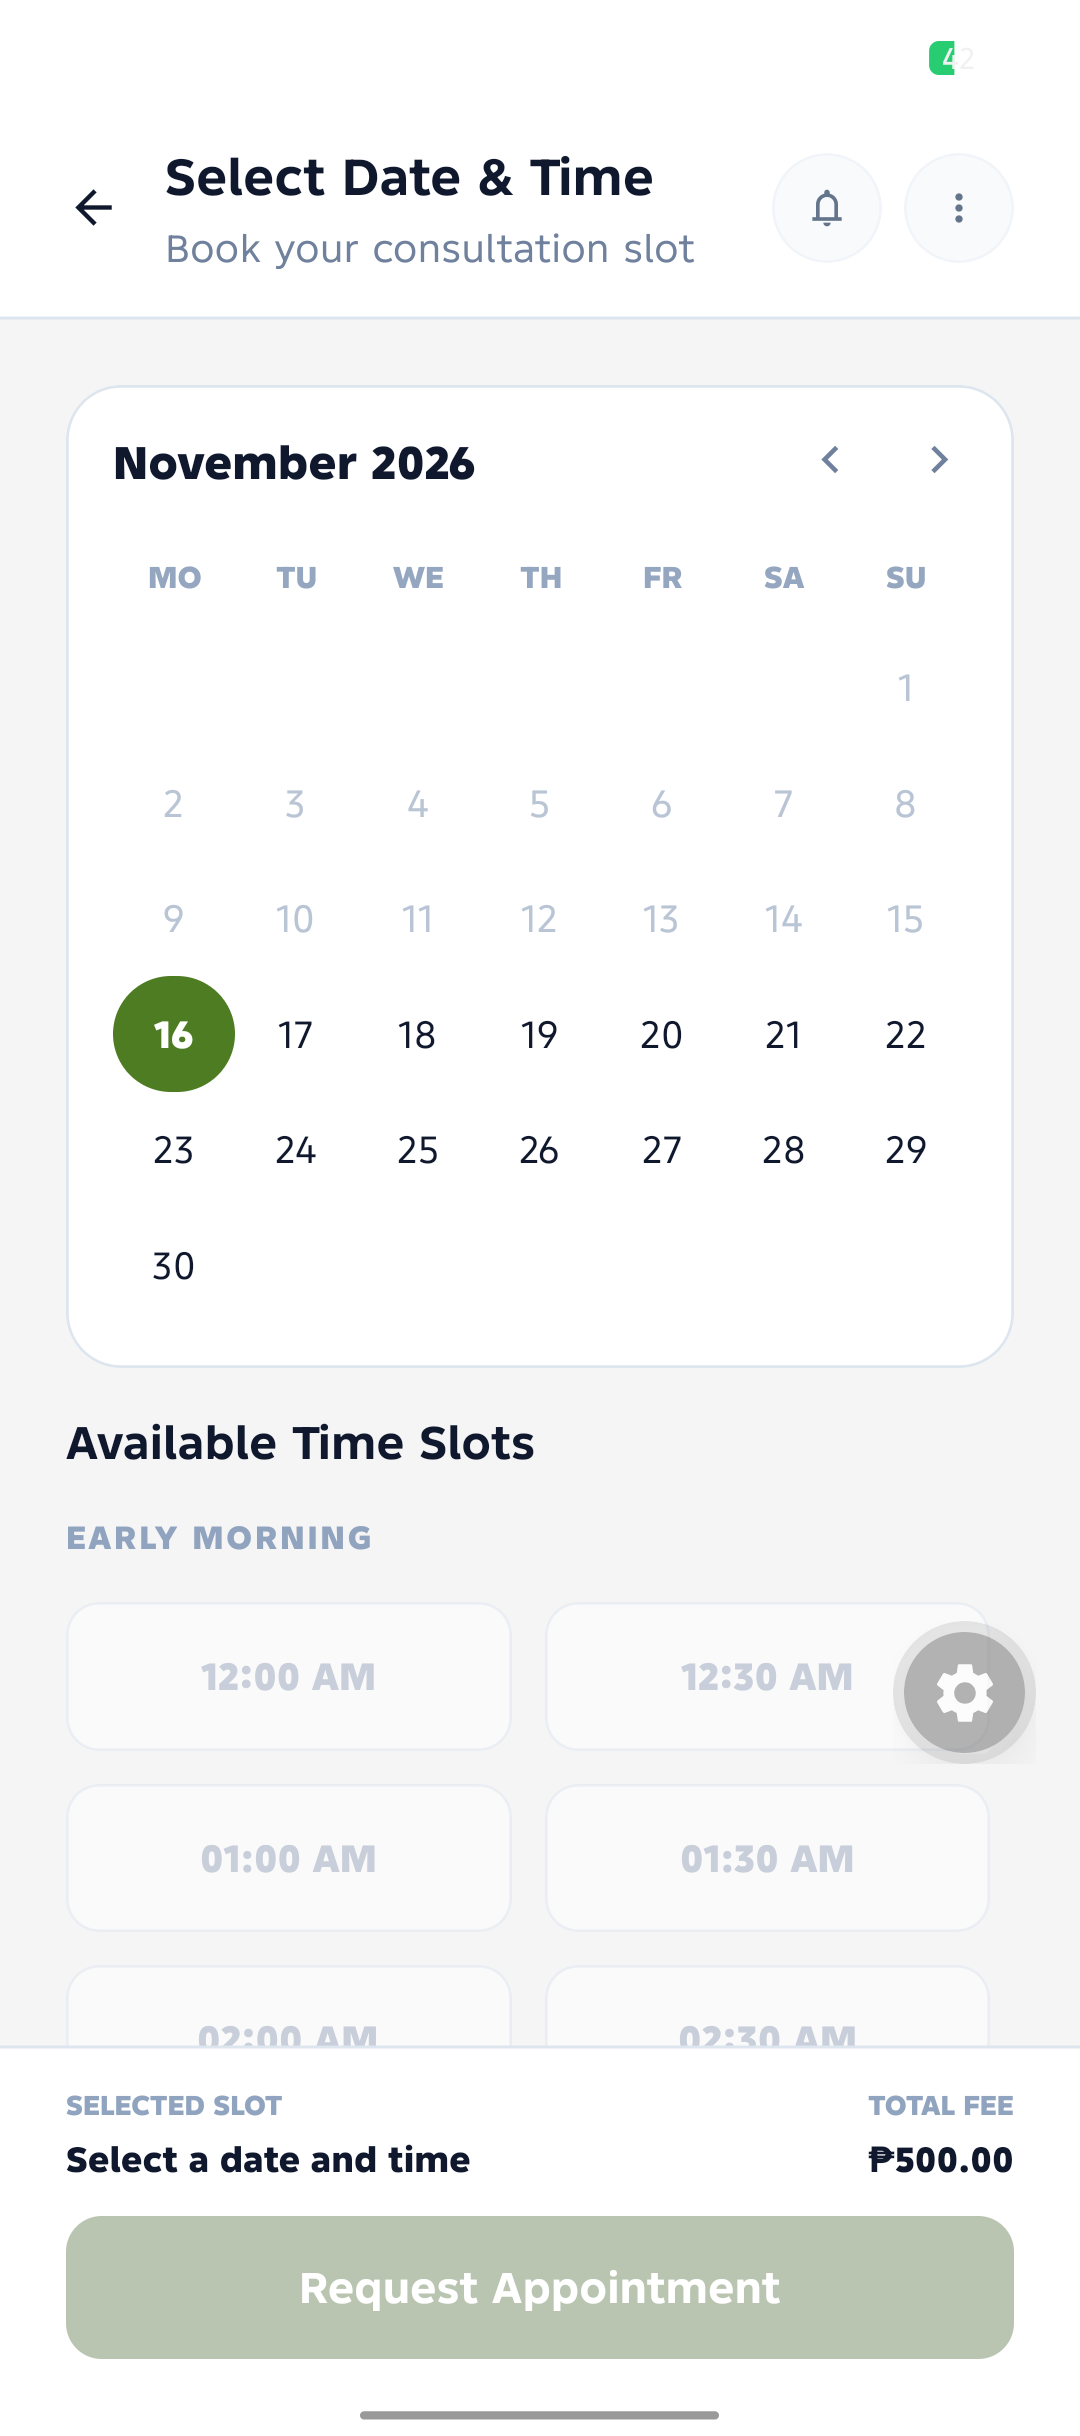 42
Select Date & Time
Book your consultation slot
November 2026
MO TU WE TH FR SA SU
1
2 3 4 5 6 7 8
9 10 11 12 13 14 15
16 17 18 19 20 21 22
23 24 25 26 27 28 29
30
Available Time Slots
EARLY MORNING
12:00 AM 12:30 AM
01:00 AM 01:30 AM
02:00 AM 02:30 AM
SELECTED SLOT TOTAL FEE
Select a date and time ₱500.00
Request Appointment